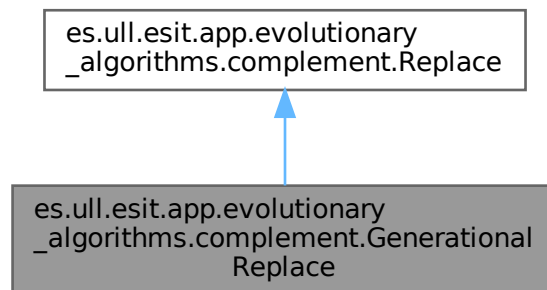 es.ull.esit.app.evolutionary
_algorithms.complement.Replace
es.ull.esit.app.evolutionary
_algorithms.complement.Generational
Replace